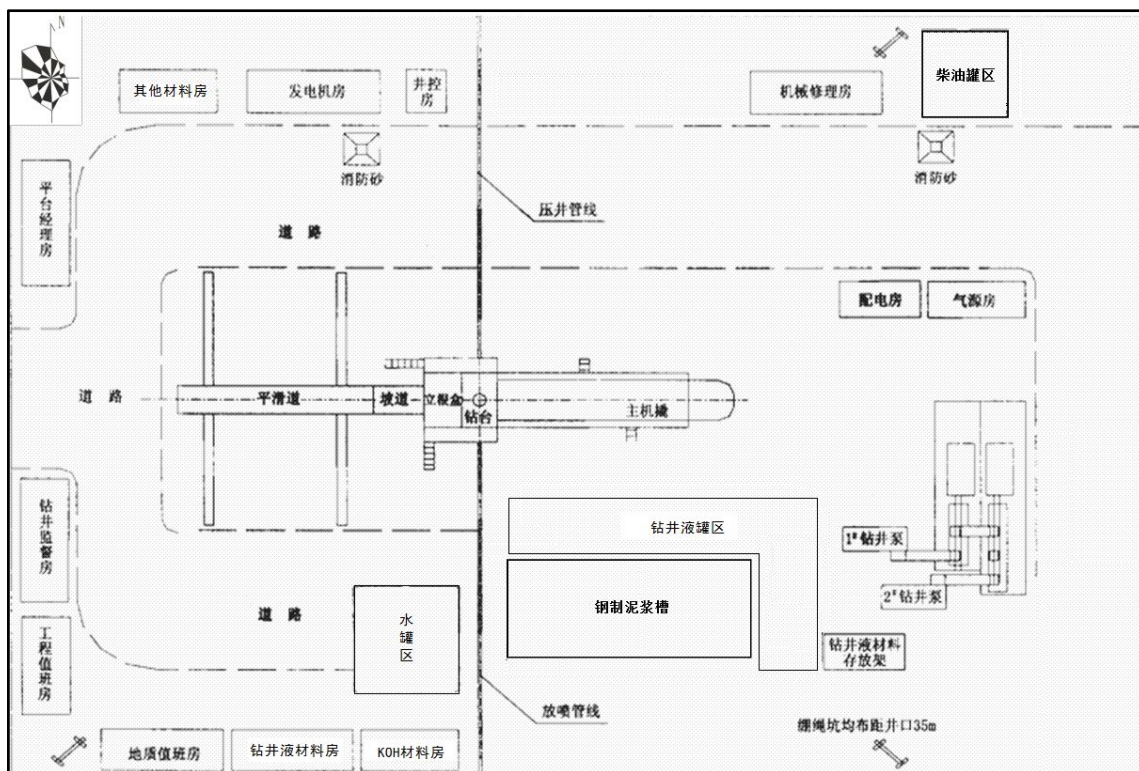 N
其他材料房
发电机房
井控
房
机械修理房
柴油罐区
消防砂
消防砂
平台经理房
压井管线
道 路
配电房
气源房
道 路
平滑道
坡道
立根盒
钻台
主机撬
钻井监督房
钻井液罐区
1#钻井泵
钢制泥浆槽
2#钻井泵
道 路
水
罐
区
工程值班房
钻井液材料
存放架
放喷管线
绷绳坑均布距井口35m
地质值班房
钻井液材料房
KOH材料房